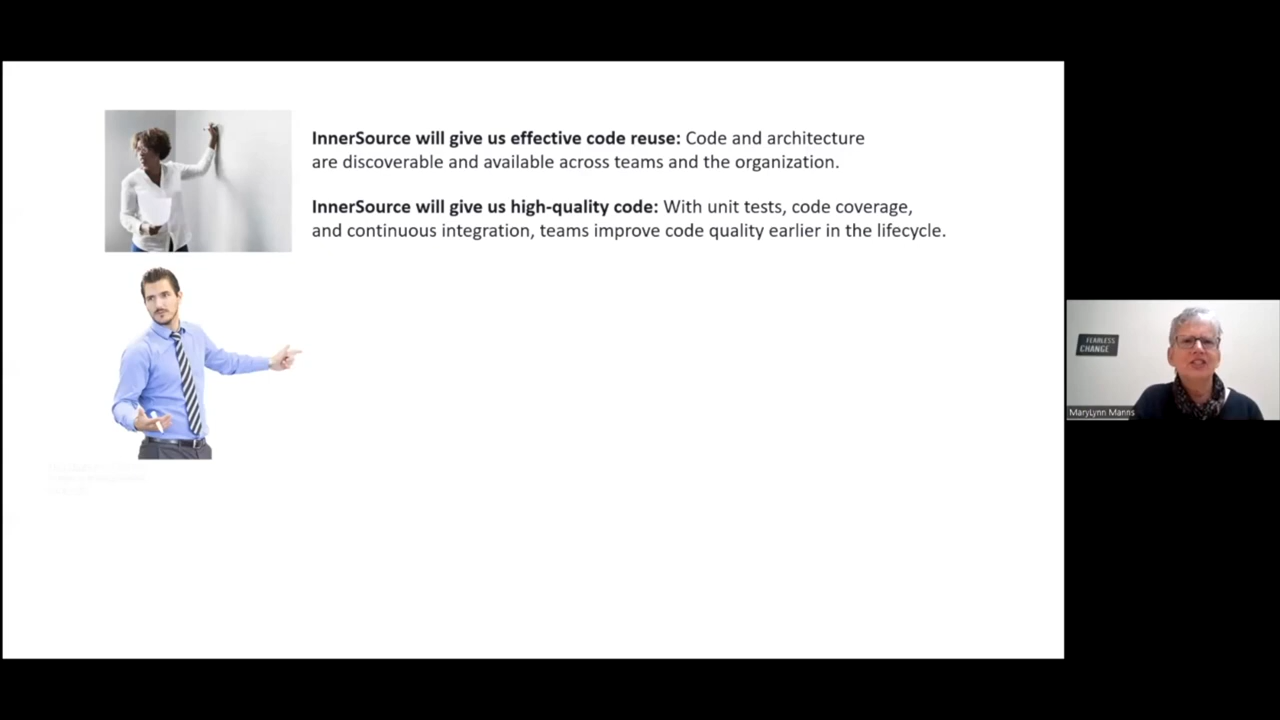 InnerSource will give us effective code reuse: Code and architecture
are discoverable and available across teams and the organization.
InnerSource will give us high-quality code: With unit tests, code coverage,
and continuous integration, teams improve code quality earlier in the lifecycle.
FEARLESS
CHANGE
MaryLynn Manns